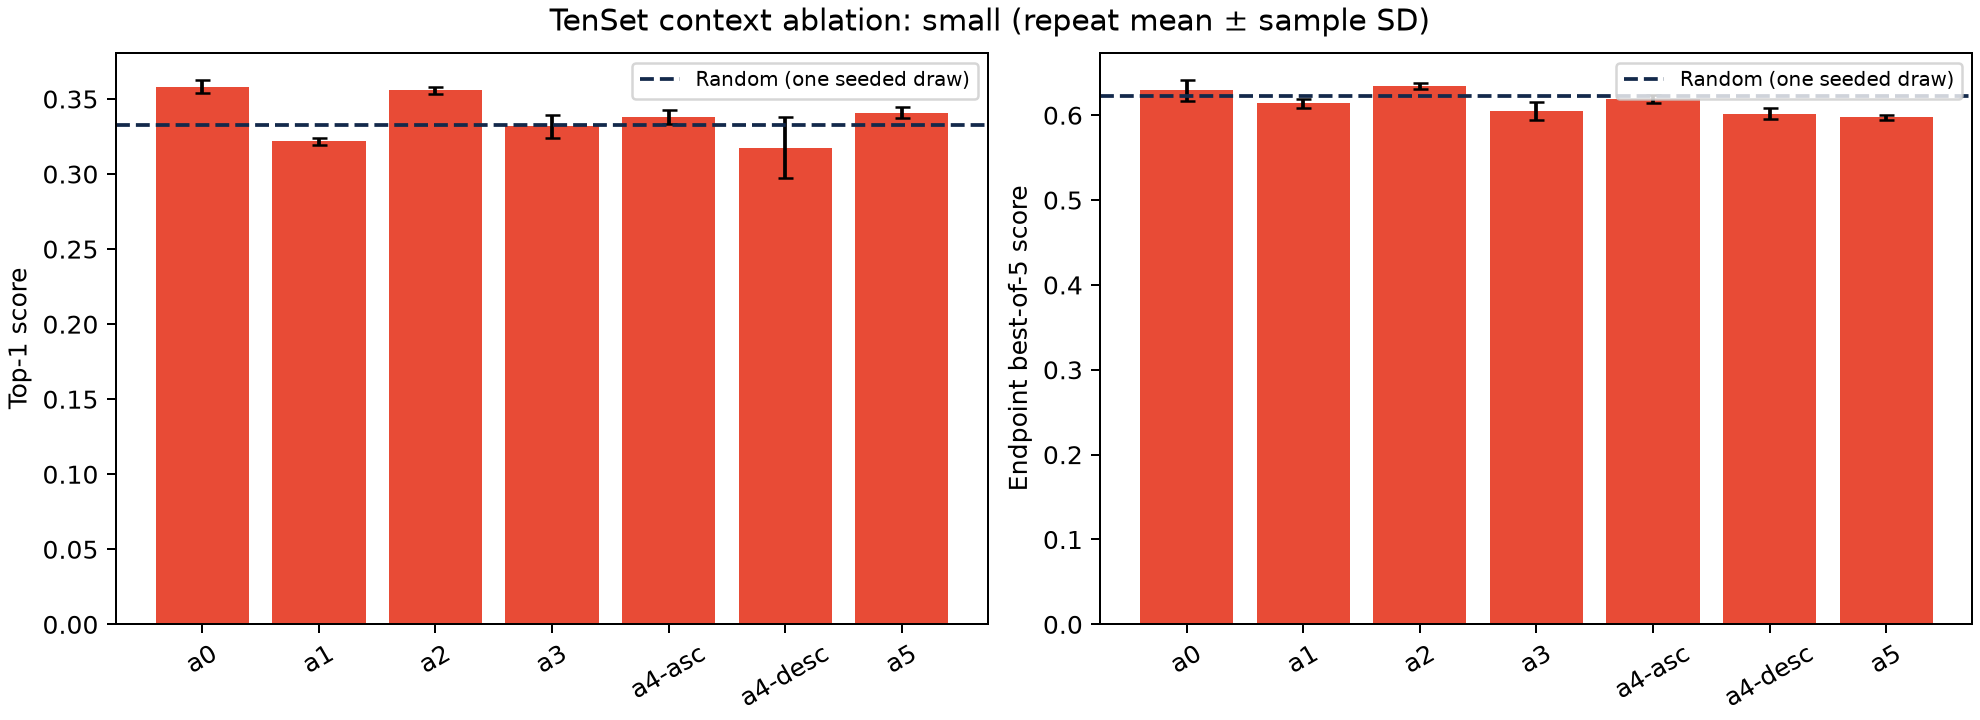 TenSet context ablation: small (repeat mean ± sample SD)
Top-1 score
0.35
0.30
0.25
0.20
0.15
0.10
0.05
0.00
Random (one seeded draw)
a0
a1
a2
a3
a4-asc
a4-desc
a5
Endpoint best-of-5 score
0.6
0.5
0.4
0.3
0.2
0.1
0.0
Random (one seeded draw)
a0
a1
a2
a3
a4-asc
a4-desc
a5